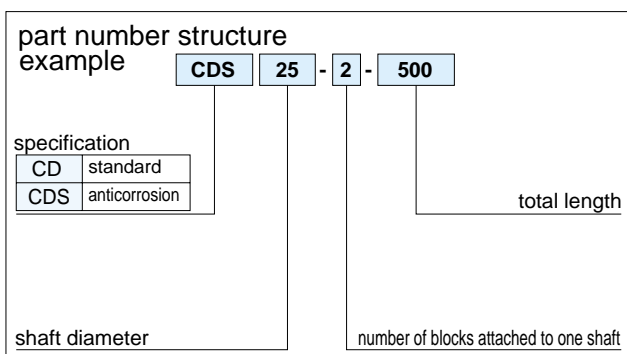 part number structure
example
CDS 25 - 2 - 500
specification
CD standard
CDS anticorrosion
total length
shaft diameter
number of blocks attached to one shaft